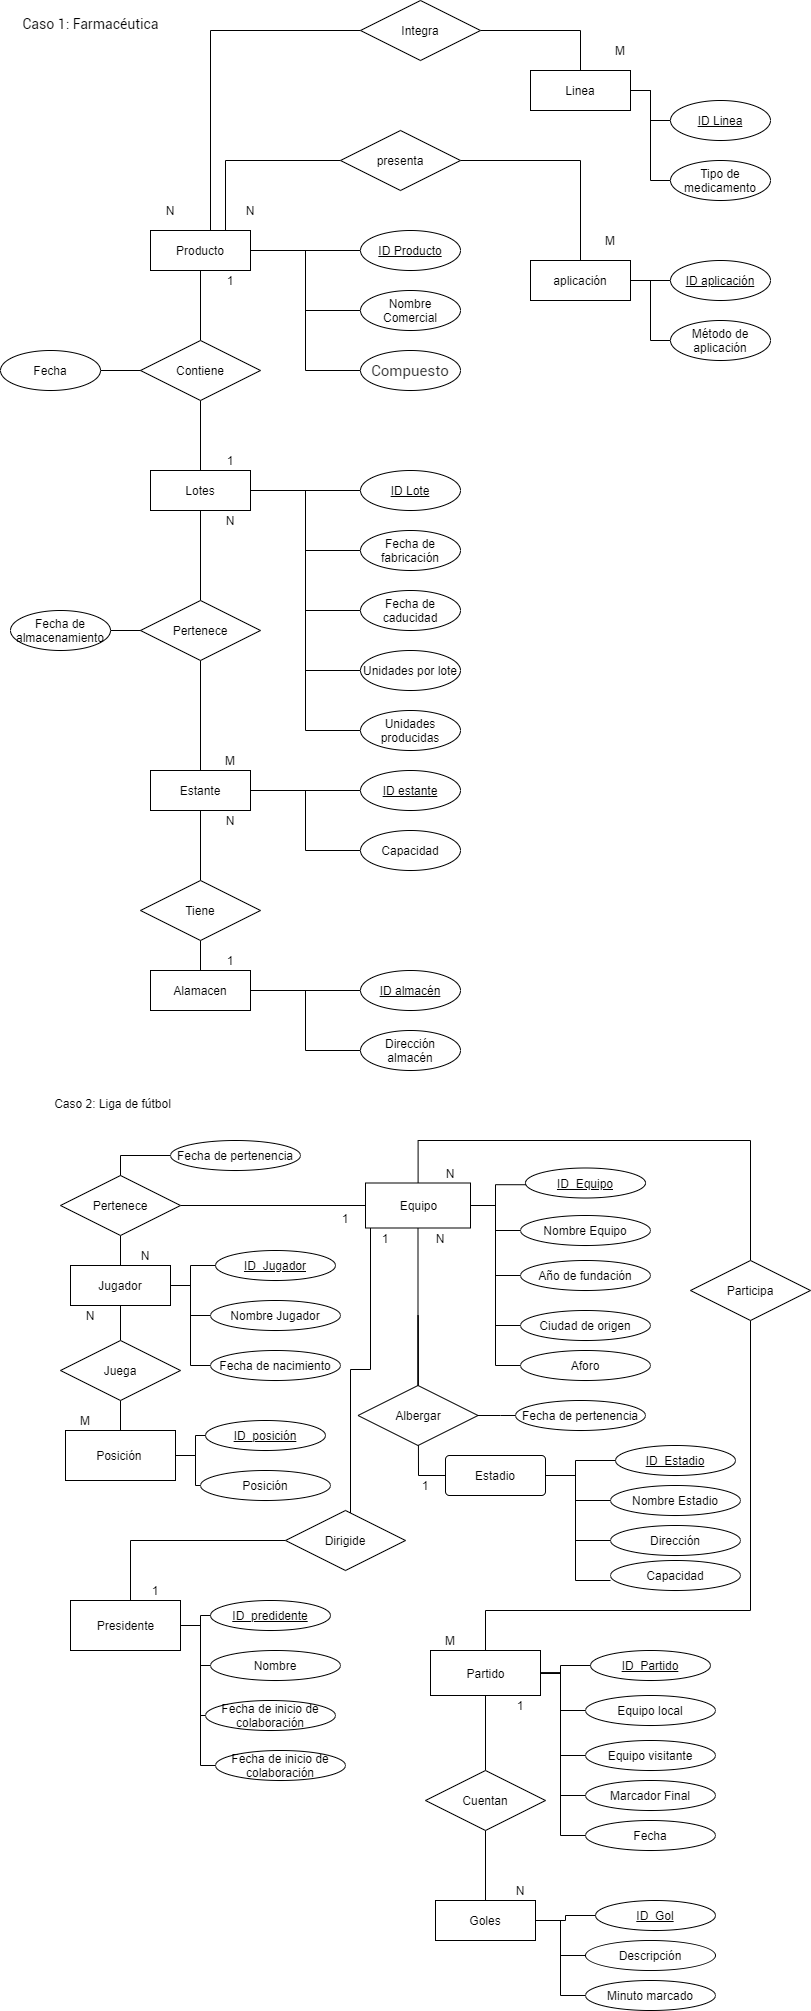 Caso 1: Farmacéutica
Integra
M
Linea
ID Linea
Tipo de
medicamento
presenta
N
N
M
Producto
ID Producto
aplicación
ID aplicación
1
Nombre
Comercial
Método de
aplicación
Fecha
Contiene
Compuesto
1
Lotes
ID Lote
N
Fecha de
fabricación
Fecha de
caducidad
Fecha de
almacenamiento
Pertenece
Unidades por lote
Unidades
producidas
M
Estante
ID estante
N
Capacidad
Tiene
1
Alamacen
ID almacén
Dirección
almacén
Caso 2: Liga de fútbol
Fecha de pertenencia
N
Pertenece
Equipo
ID_Equipo
1
1
N
Nombre Equipo
N
Jugador
ID_Jugador
Año de fundación
Participa
N
Nombre Jugador
Ciudad de origen
Juega
Fecha de nacimiento
Aforo
M
Albergar
Fecha de pertenencia
Posición
ID_posición
Posición
1
Estadio
ID_Estadio
Nombre Estadio
Dirección
Capacidad
Dirigide
1
Presidente
ID_predidente
Nombre
Fecha de inicio de
colaboración
Fecha de inicio de
colaboración
M
Partido
ID_Partido
1
Equipo local
Equipo visitante
Marcador Final
Cuentan
Fecha
N
Goles
ID_Gol
Descripción
Minuto marcado